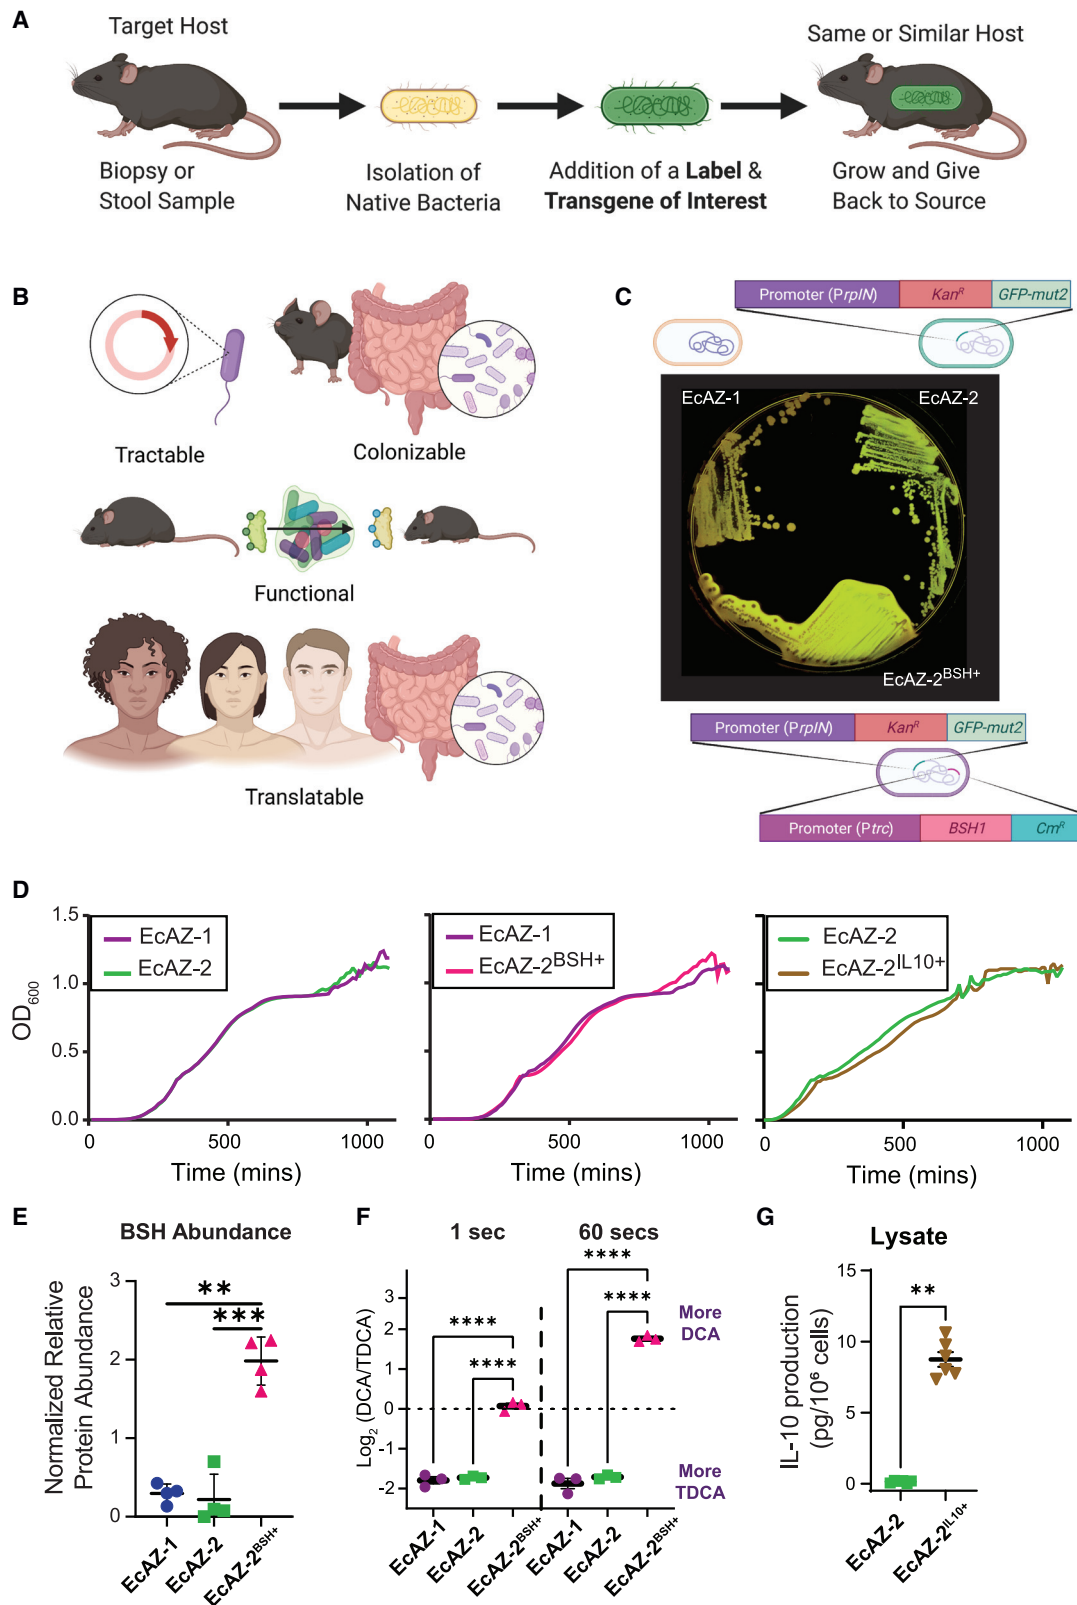 A
Target Host
Same or Similar Host
Biopsy or
Stool Sample
Isolation of
Native Bacteria
Addition of a Label &
Transgene of Interest
Grow and Give
Back to Source
B
Tractable
Colonizable
Functional
Translatable
C
Promoter (PrplN)
Kanᴿ
GFP-mut2
EcAZ-1
EcAZ-2
EcAZ-2ᴮˢᴴ⁺
Promoter (PrplN)
Kanᴿ
GFP-mut2
Promoter (Ptrc)
BSH1
Cmᴿ
D
OD₆₀₀
1.5
1.0
0.5
0.0
EcAZ-1
EcAZ-2
0
500
1000
Time (mins)
EcAZ-1
EcAZ-2ᴮˢᴴ⁺
0
500
1000
Time (mins)
EcAZ-2
EcAZ-2ᴵᴸ¹⁰⁺
0
500
1000
Time (mins)
E
BSH Abundance
Normalized Relative
Protein Abundance
3
2
1
0
**
***
EcAZ-1
EcAZ-2
EcAZ-2ᴮˢᴴ⁺
F
1 sec
60 secs
Log₂ (DCA/TDCA)
3
2
1
0
-1
-2
****
****
****
****
More
DCA
More
TDCA
EcAZ-1
EcAZ-2
EcAZ-2ᴮˢᴴ⁺
EcAZ-1
EcAZ-2
EcAZ-2ᴮˢᴴ⁺
G
Lysate
IL-10 production
(pg/10⁶ cells)
15
10
5
0
**
EcAZ-2
EcAZ-2ᴵᴸ¹⁰⁺